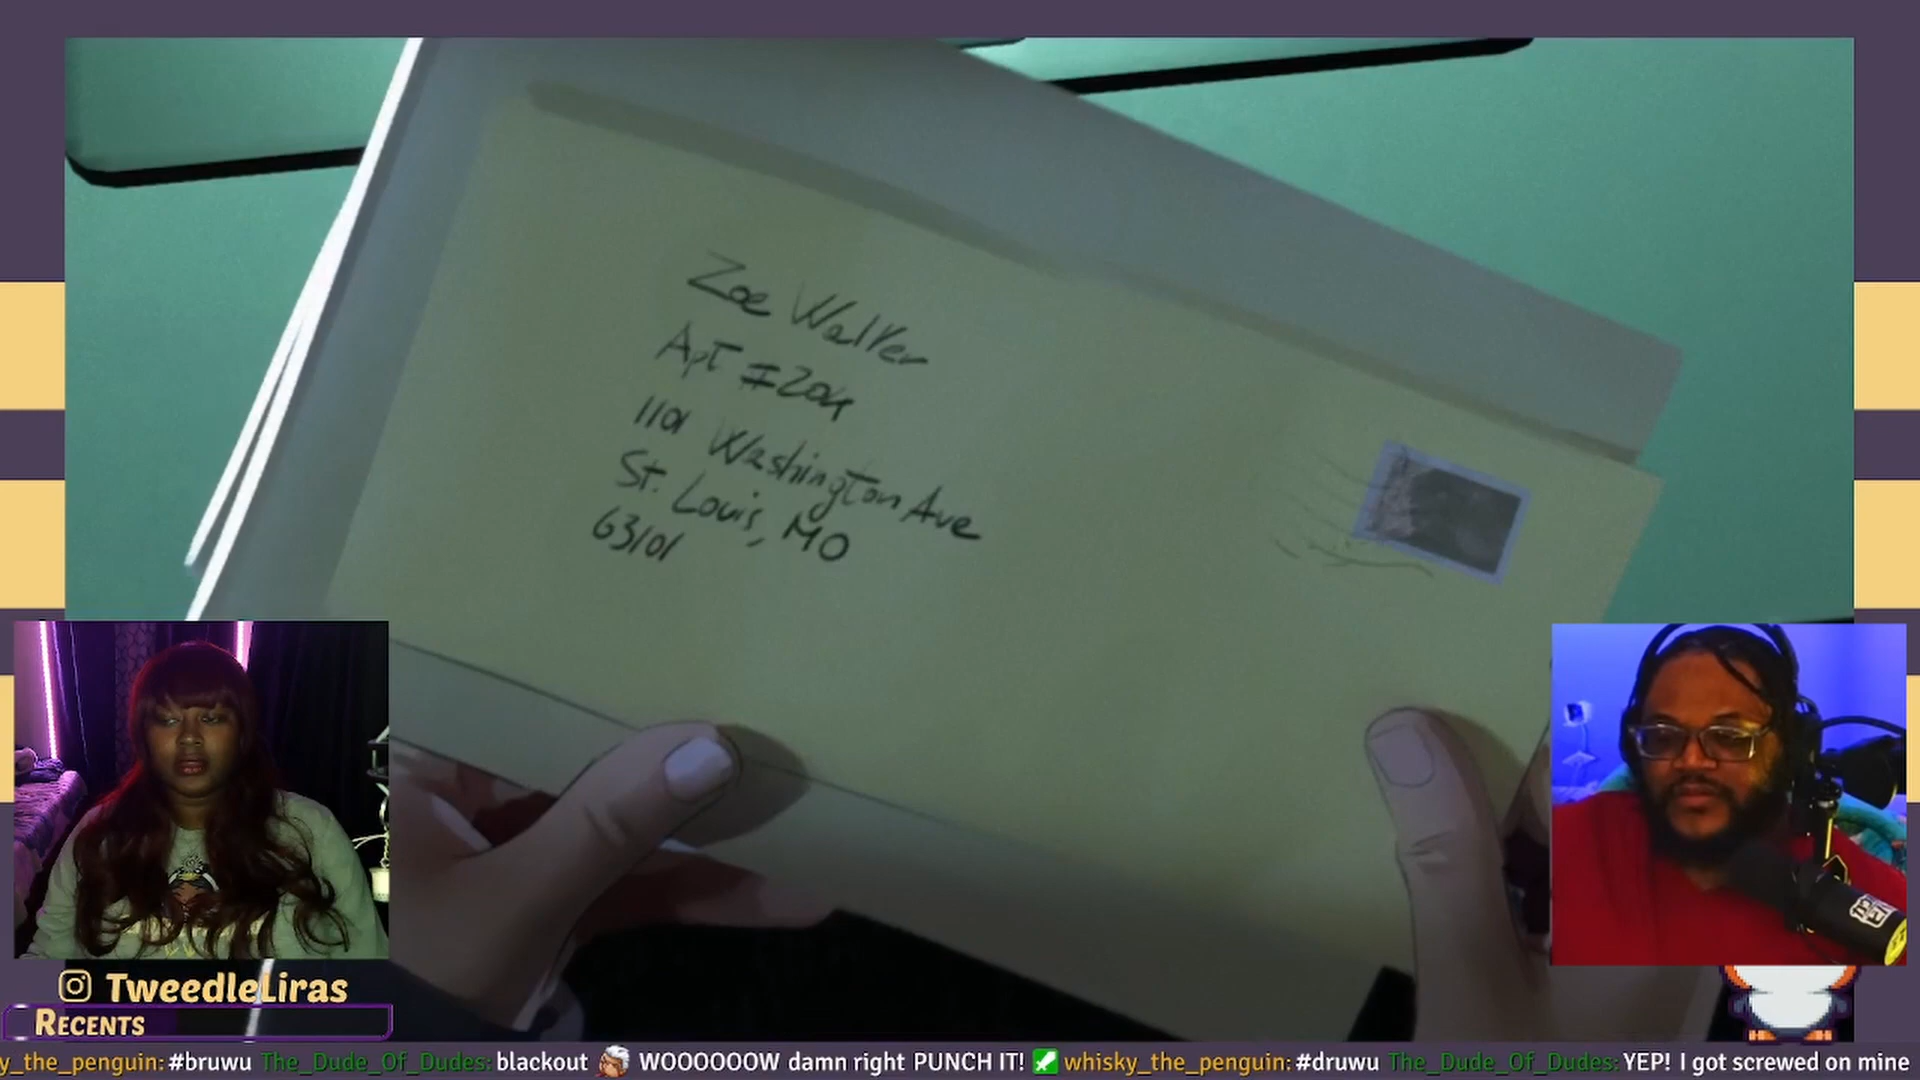 Zoe Walker
Apt #204
1101 Washington Ave
St. Louis, MO
63101
TweedleLiras
RECENTS
y_the_penguin: #bruwu The_Dude_Of_Dudes: blackout WOOOOOOW damn right PUNCH IT! whisky_the_penguin: #druwu The_Dude_Of_Dudes: YEP! I got screwed on mine